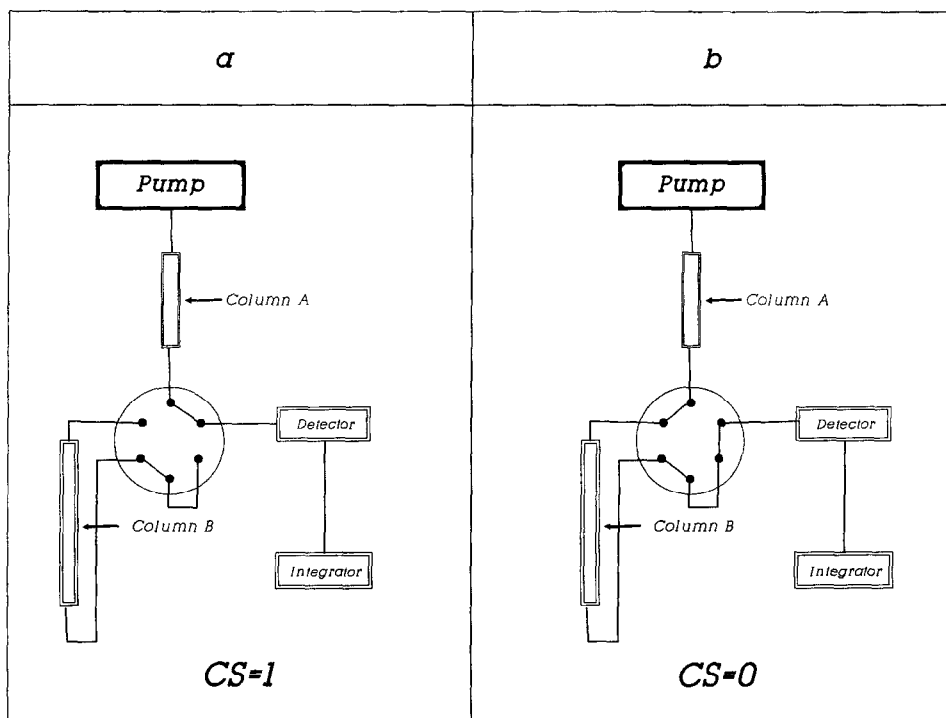 a
b
Pump
Column A
Detector
Column B
Integrator
CS=1
Pump
Column A
Detector
Column B
Integrator
CS=0